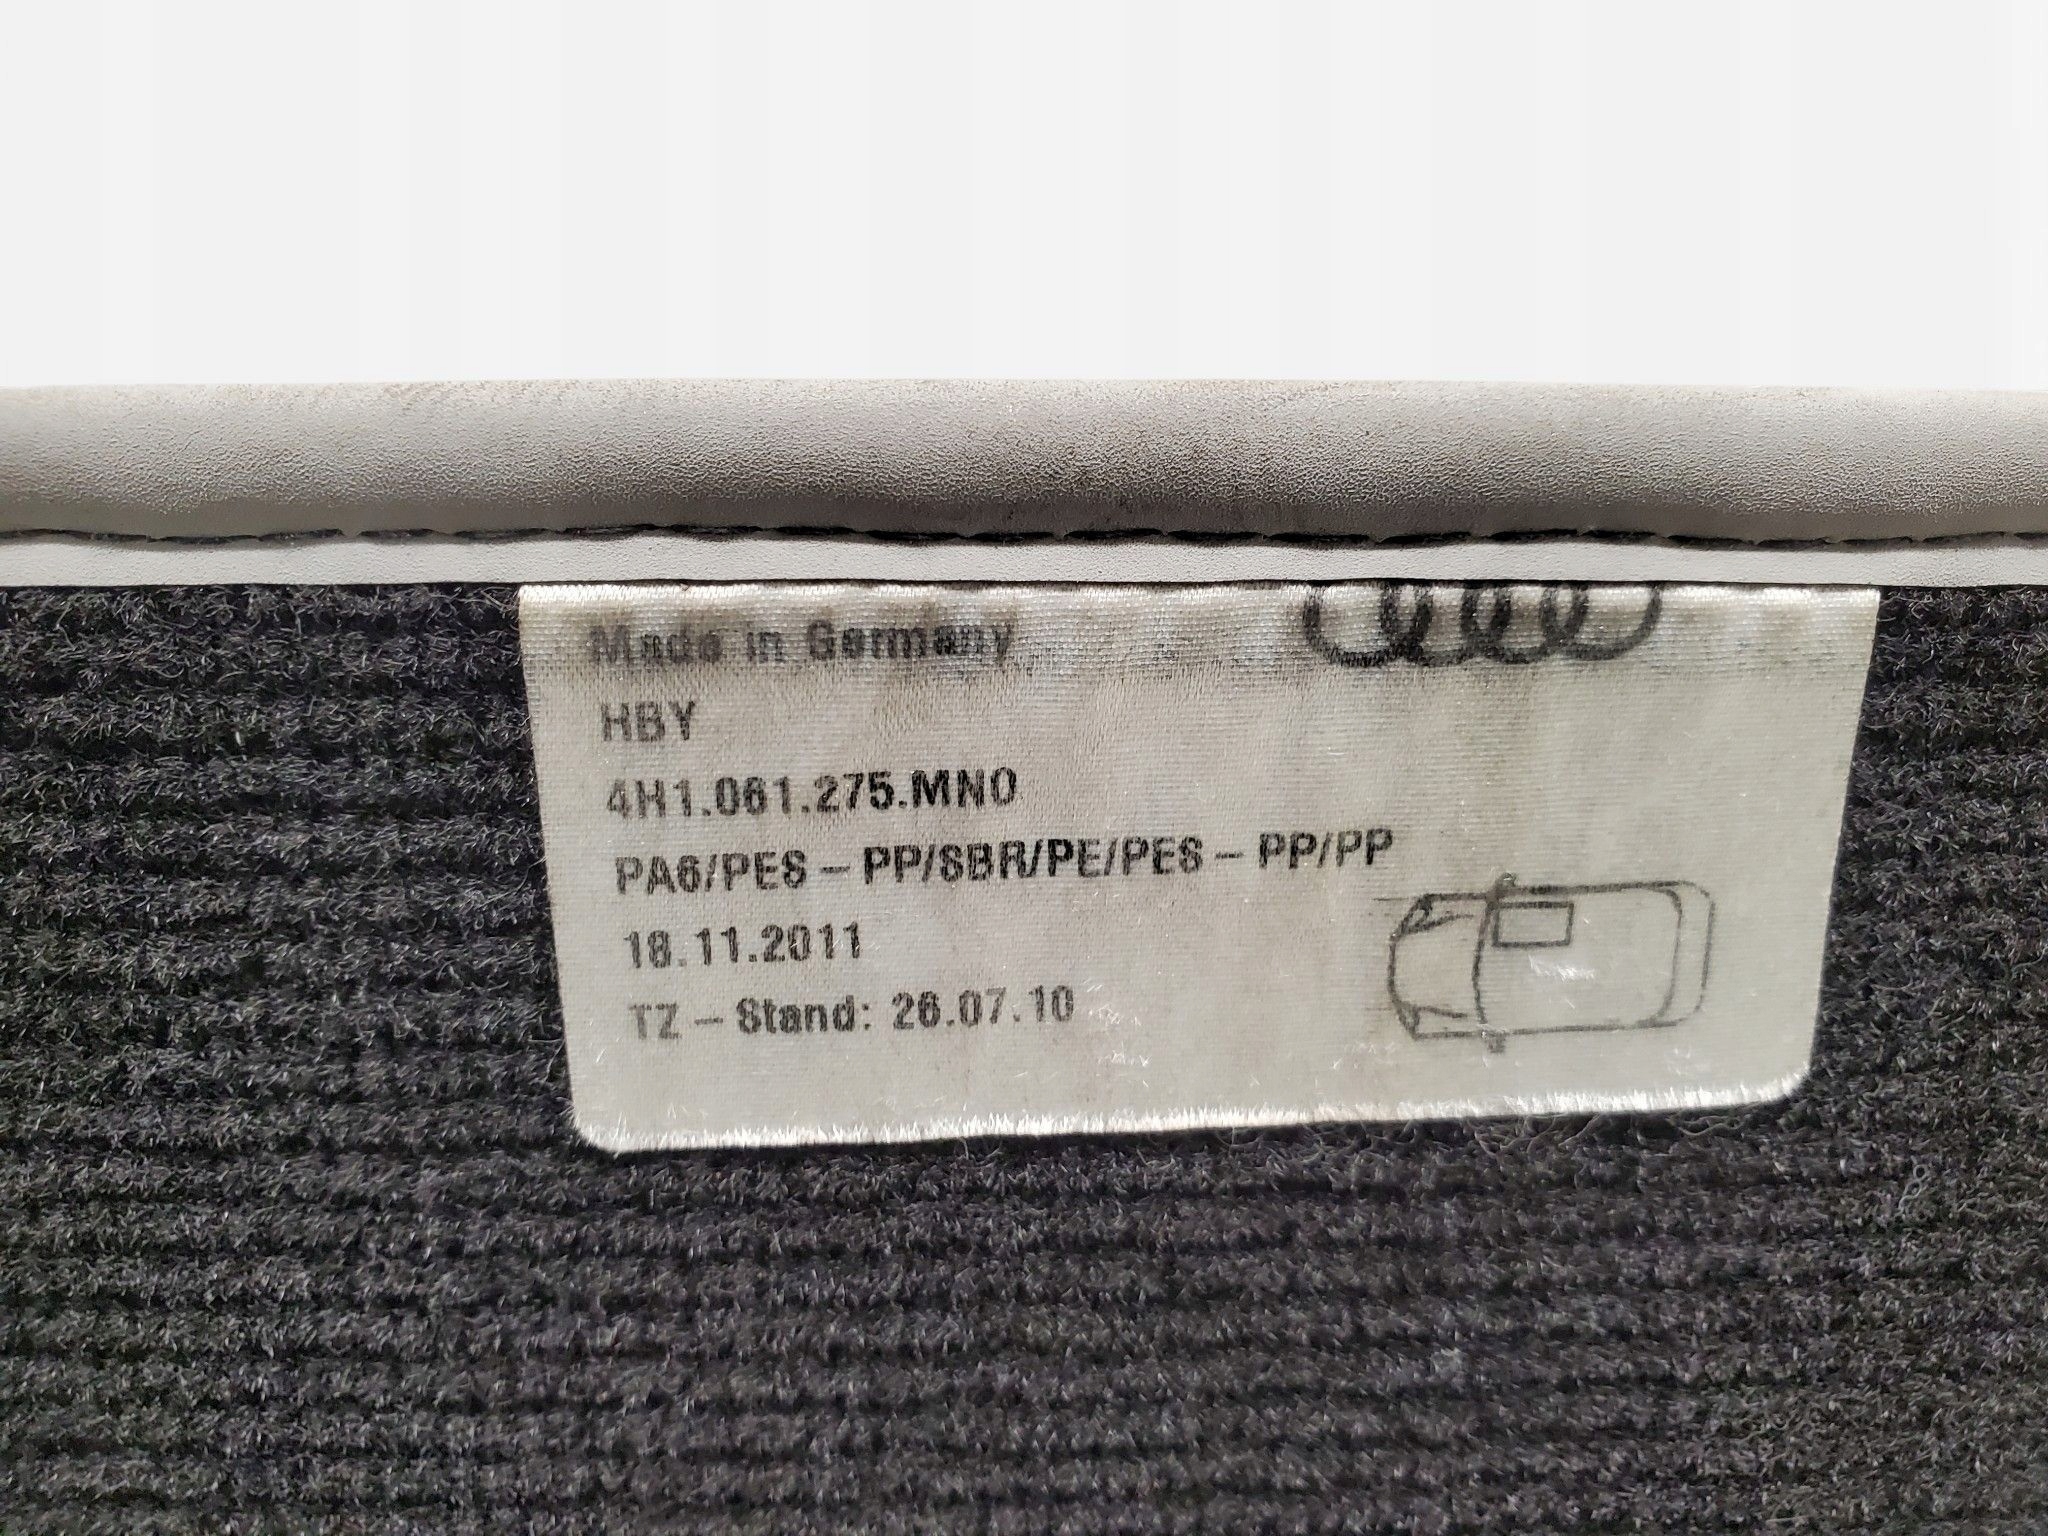 Made in Germany
HBY
4H1.061.275.MNO
PA6/PES – PP/SBR/PE/PES – PP/PP
18.11.2011
TZ – Stand: 26.07.10